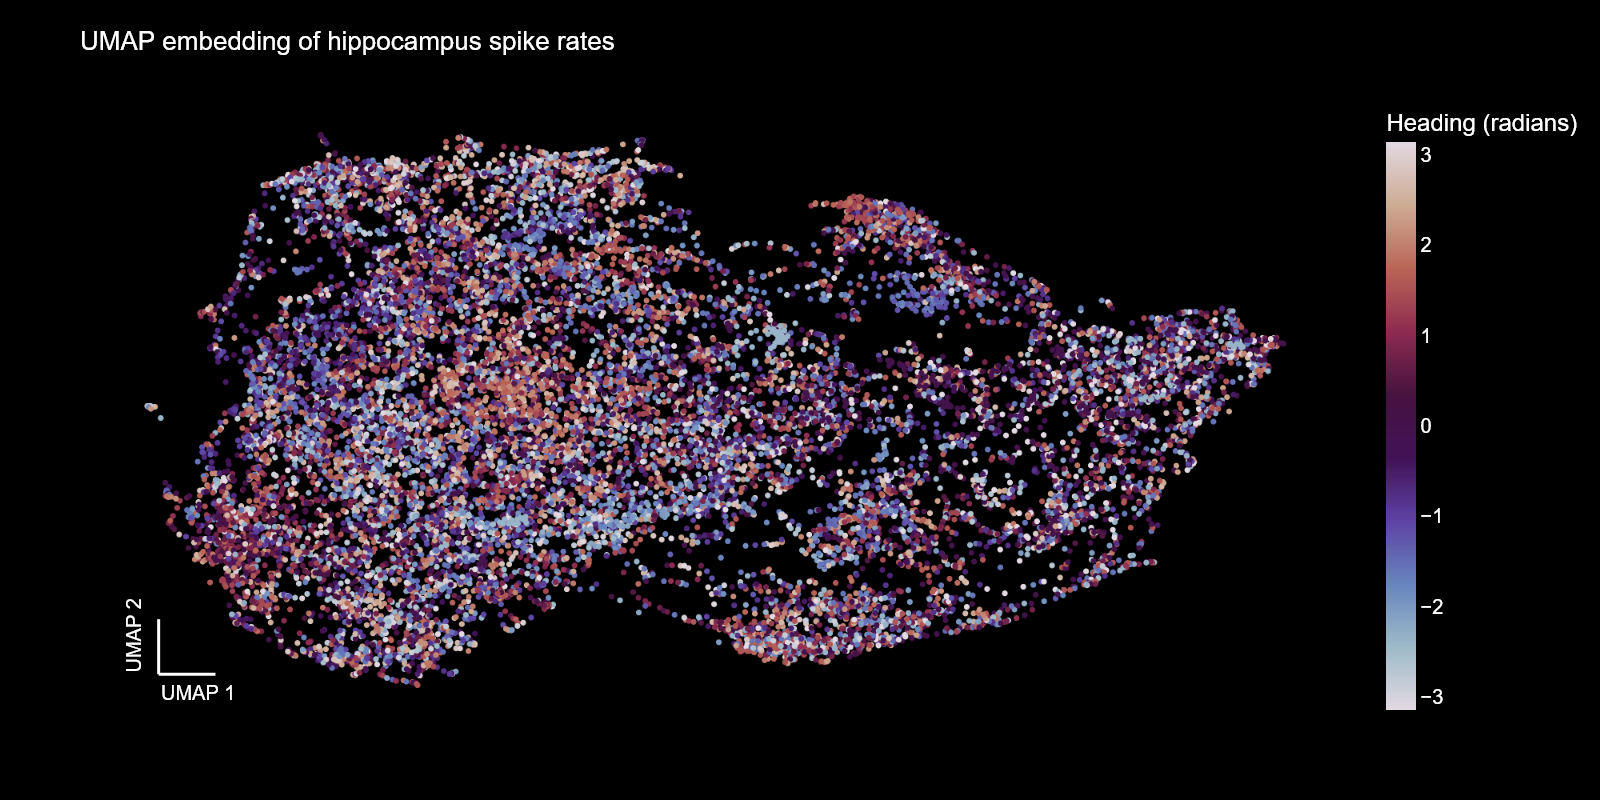 UMAP embedding of hippocampus spike rates
Heading (radians)
3
2
1
0
−1
−2
−3
UMAP 2
UMAP 1